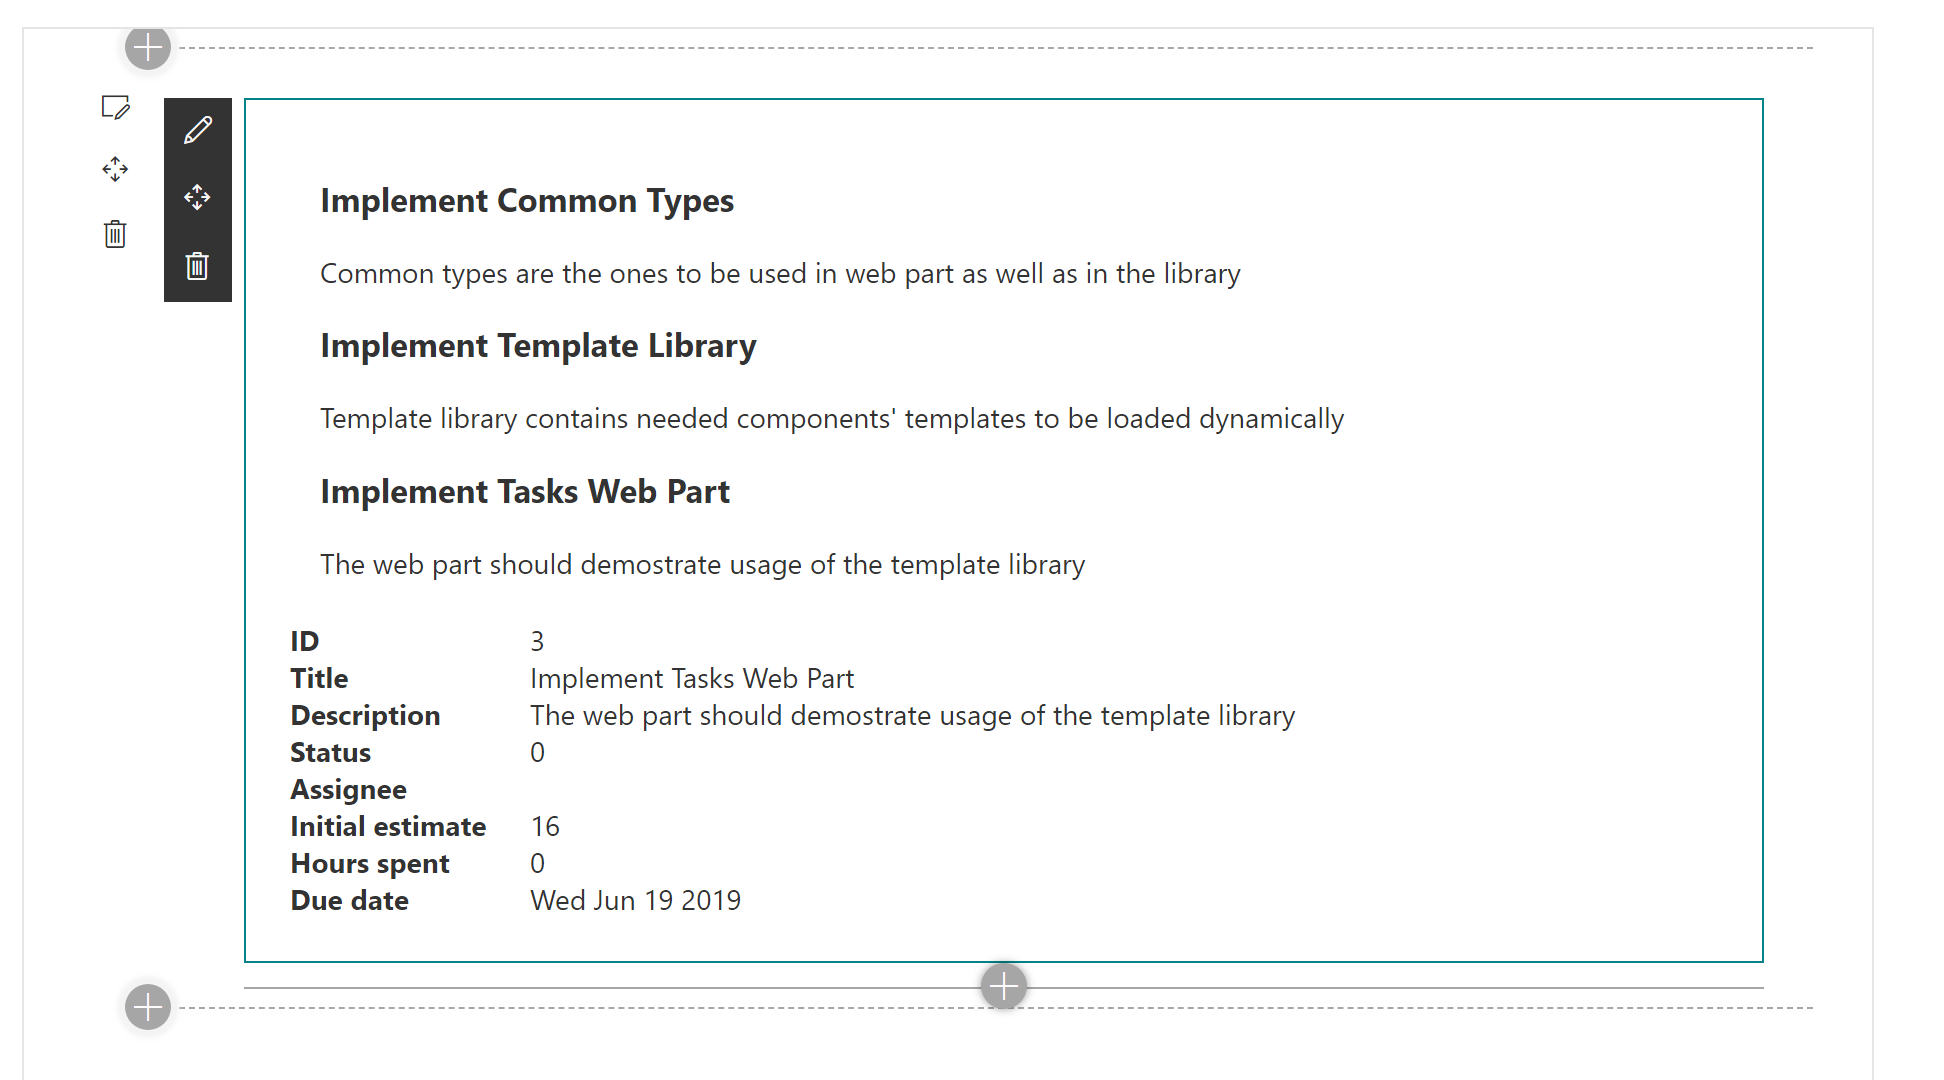 Implement Common Types
Common types are the ones to be used in web part as well as in the library
Implement Template Library
Template library contains needed components' templates to be loaded dynamically
Implement Tasks Web Part
The web part should demostrate usage of the template library
ID 3
Title Implement Tasks Web Part
Description The web part should demostrate usage of the template library
Status 0
Assignee
Initial estimate 16
Hours spent 0
Due date Wed Jun 19 2019